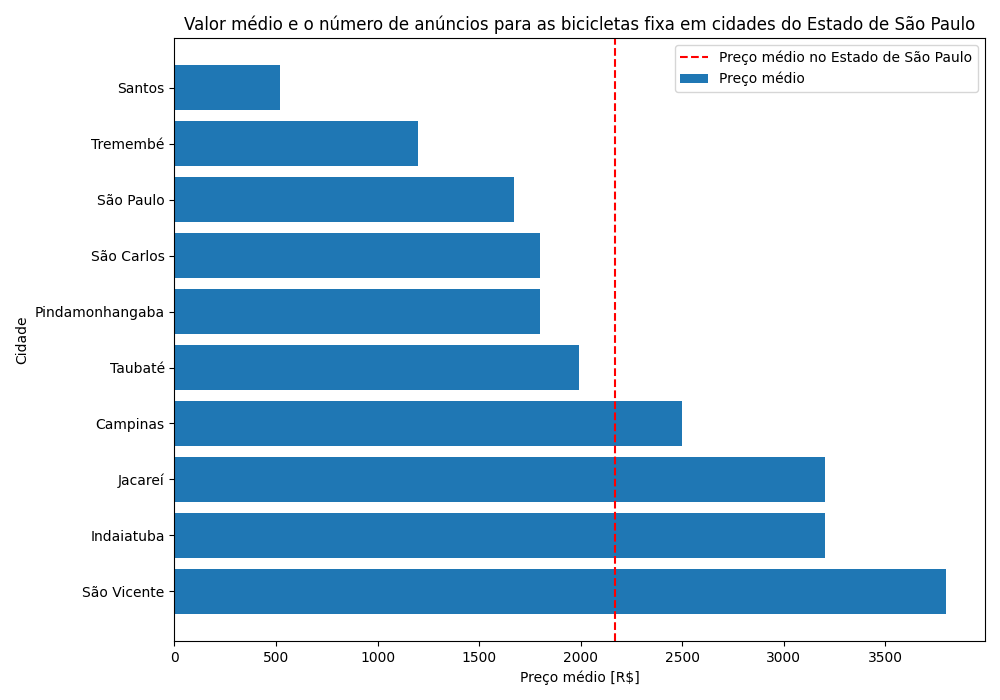 Valor médio e o número de anúncios para as bicicletas fixa em cidades do Estado de São Paulo
Preço médio no Estado de São Paulo
Preço médio
Cidade
Santos
Tremembé
São Paulo
São Carlos
Pindamonhangaba
Taubaté
Campinas
Jacareí
Indaiatuba
São Vicente
0 500 1000 1500 2000 2500 3000 3500
Preço médio [R$]